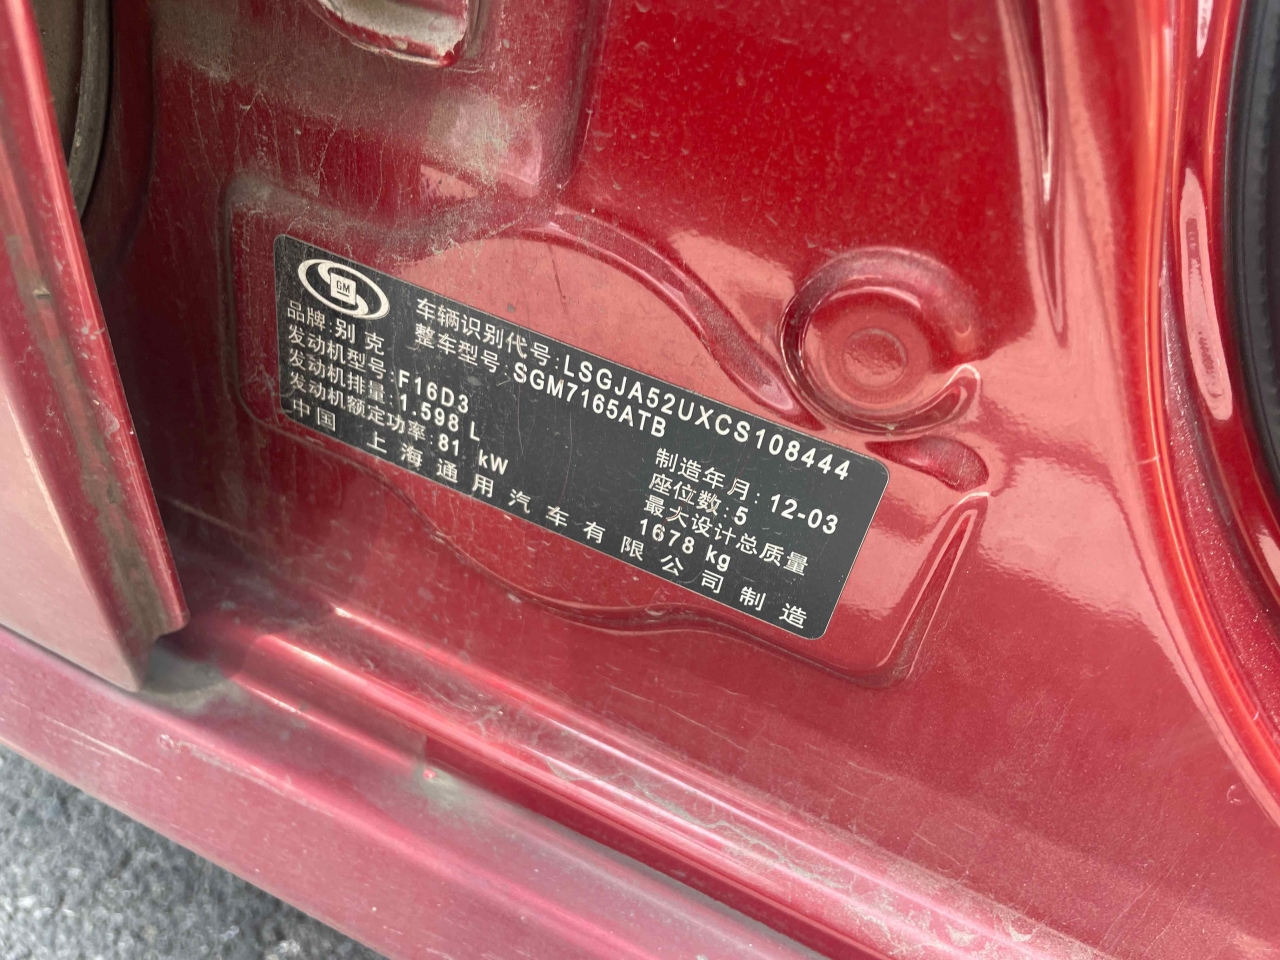 GM
车辆识别代号:LSGJA52UXCS108444
品牌:别克 整车型号:SGM7165ATB
发动机型号:F16D3
发动机排量:1.598 L 制造年月:12-03
发动机额定功率:81 kW 座位数:5
最大设计总质量
1678 kg
中国 上海通用汽车有限公司制造